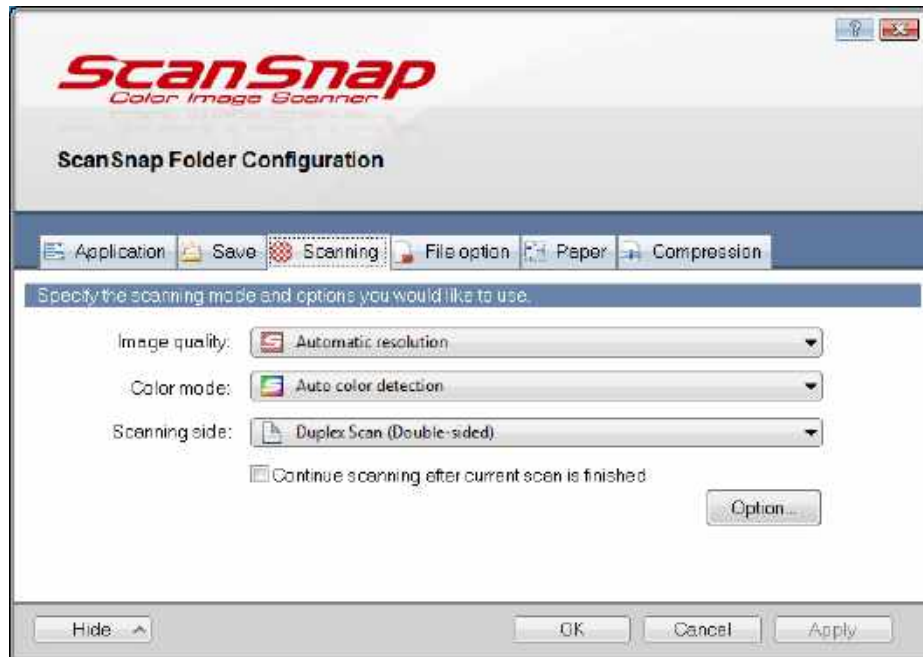 ScanSnap
Color Image Scanner
ScanSnap Folder Configuration
Application Save Scanning File option Paper Compression
Specify the scanning mode and options you would like to use.
Image quality: Automatic resolution
Color mode: Auto color detection
Scanning side: Duplex Scan (Double-sided)
Continue scanning after current scan is finished
Option...
Hide OK Cancel Apply